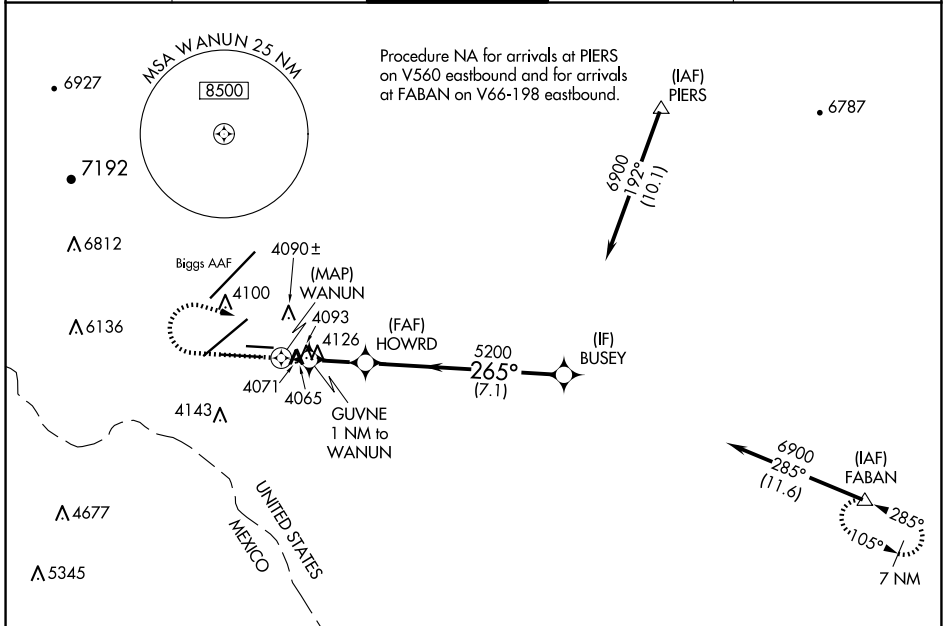 MSA WANUN 25 NM
8500
Procedure NA for arrivals at PIERS
on V560 eastbound and for arrivals
at FABAN on V66-198 eastbound.
(IAF)
PIERS
6927
6787
7192
6900
192°
(10.1)
6812
4090±
Biggs AAF
(MAP)
WANUN
4100
4093
6136
4126
(FAF)
HOWRD
(IF)
BUSEY
5200
265°
(7.1)
4071
4065
4143
GUVNE
1 NM to
WANUN
6900
285°
(11.6)
(IAF)
FABAN
285°
105°
7 NM
4677
UNITED STATES
MEXICO
5345